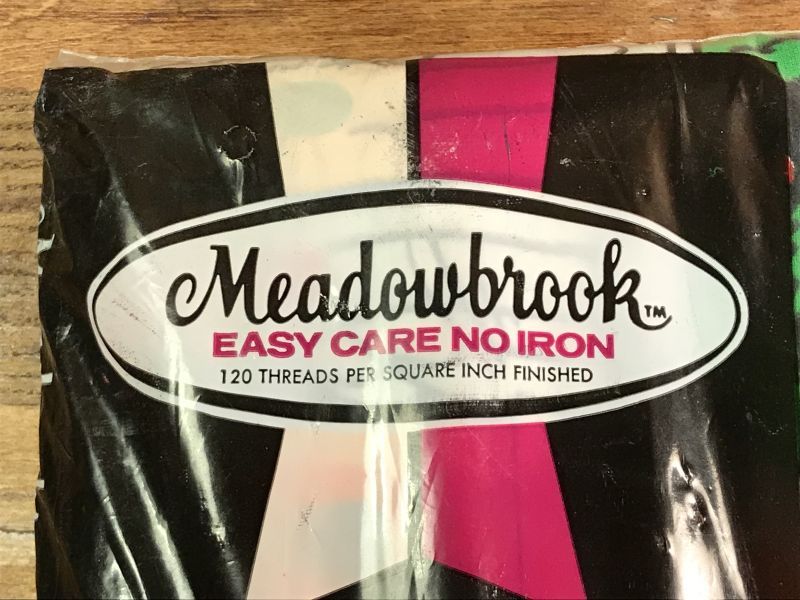 Meadowbrook™
EASY CARE NO IRON
120 THREADS PER SQUARE INCH FINISHED